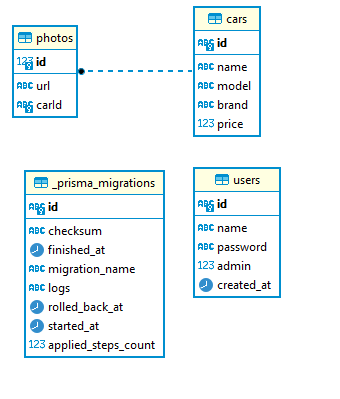 photos
123 id
ABC url
ABC carId
cars
ABC id
ABC name
ABC model
ABC brand
123 price
_prisma_migrations
ABC id
ABC checksum
finished_at
ABC migration_name
ABC logs
rolled_back_at
started_at
123 applied_steps_count
users
ABC id
ABC name
ABC password
123 admin
created_at